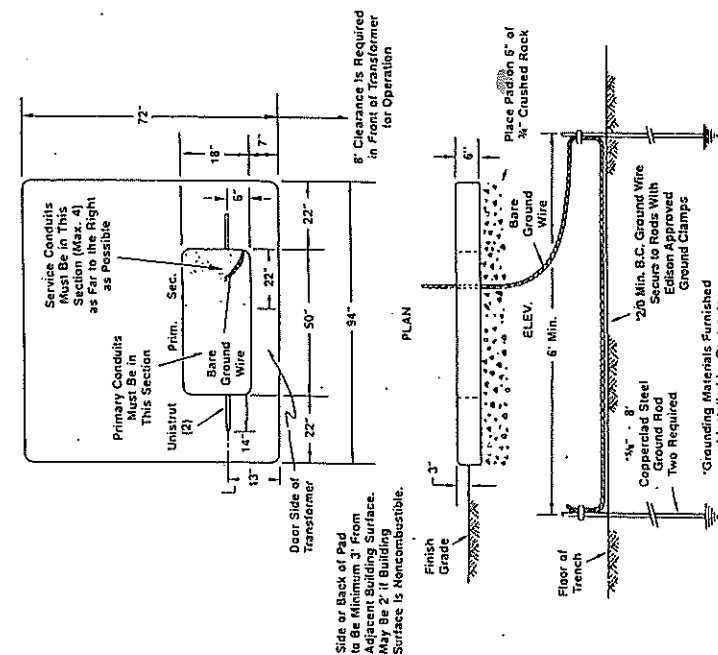 72"
8' Clearance Is Required
in Front of Transformer
for Operation
18"
7"
6"
Service Conduits
Must Be in This
Section (Max. 4)
as Far to the Right
as Possible
22"
Sec.
Prim.
22"
50"
94"
Primary Conduits
Must Be in
This Section
Bare
Ground
Wire
Unistrut
(2)
14"
22"
13"
Door Side of
Transformer
Side or Back of Pad
to Be Minimum 3' From
Adjacent Building Surface.
May Be 2' if Building
Surface Is Noncombustible.
PLAN
Place Pad on 6" of
¾" Crushed Rock
6"
Bare
Ground
Wire
3"
Finish
Grade
ELEV.
6' Min.
*2/0 Min. B.C. Ground Wire
Secure to Rods With
Edison Approved
Ground Clamps
*⅝" - 8'
Copperclad Steel
Ground Rod
Two Required
Floor of
Trench
*Grounding Materials Furnished